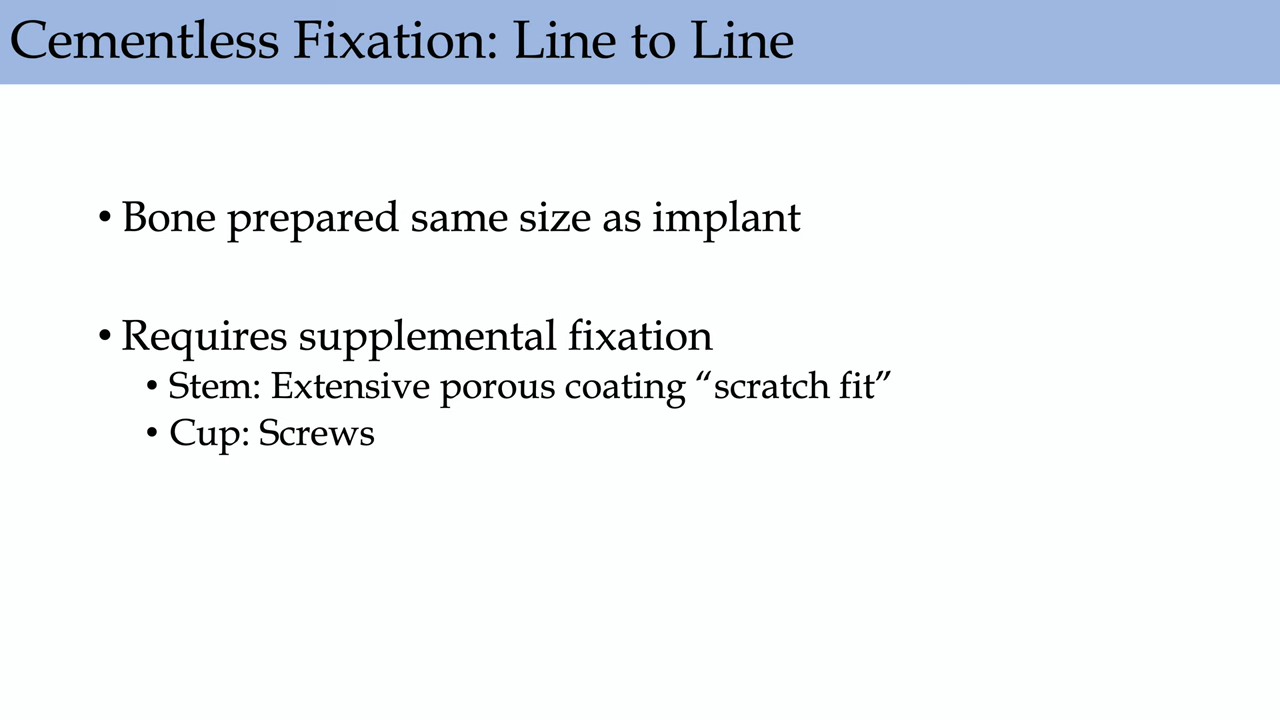 Cementless Fixation: Line to Line
• Bone prepared same size as implant
• Requires supplemental fixation
• Stem: Extensive porous coating “scratch fit”
• Cup: Screws